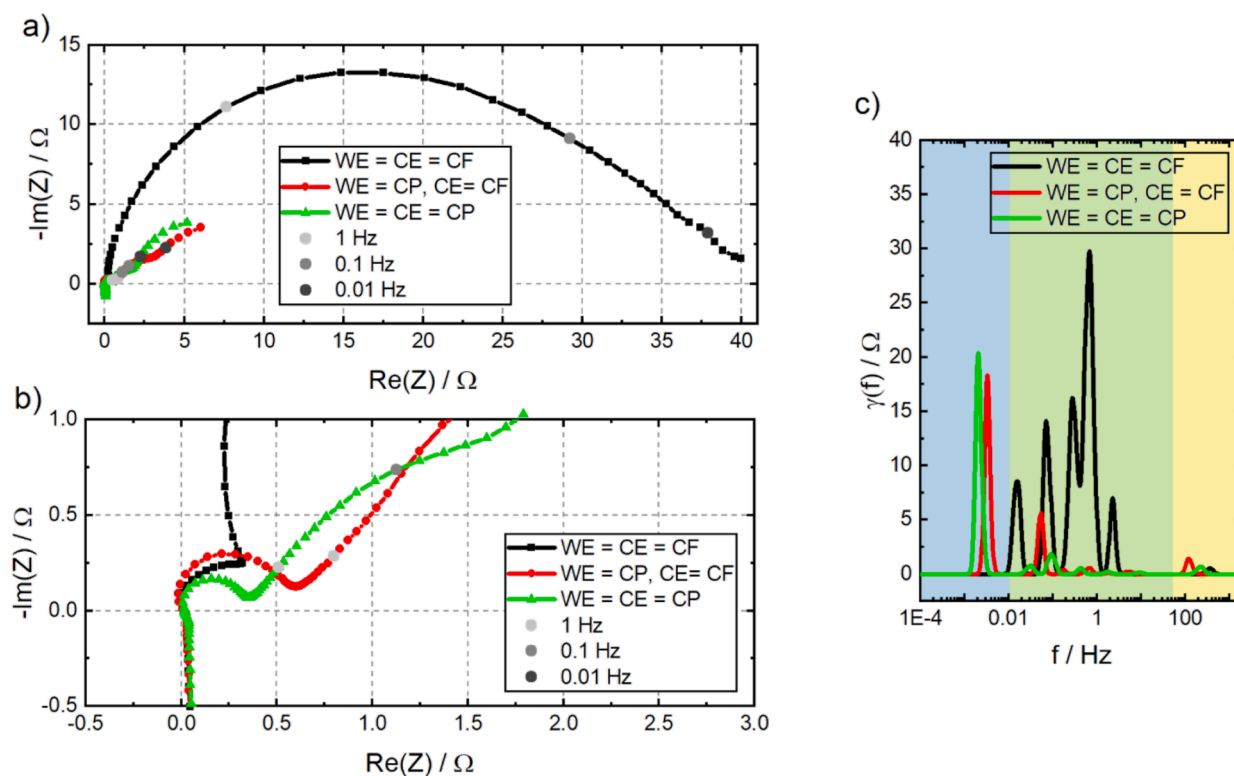 a)
15
10
5
0
-Im(Z) / Ω
WE = CE = CF
WE = CP, CE= CF
WE = CE = CP
1 Hz
0.1 Hz
0.01 Hz
0 5 10 15 20 25 30 35 40
Re(Z) / Ω
b)
1.0
0.5
0.0
-0.5
-Im(Z) / Ω
WE = CE = CF
WE = CP, CE= CF
WE = CE = CP
1 Hz
0.1 Hz
0.01 Hz
-0.5 0.0 0.5 1.0 1.5 2.0 2.5 3.0
Re(Z) / Ω
c)
40
35
30
25
20
15
10
5
0
γ(f) / Ω
WE = CE = CF
WE = CP, CE= CF
WE = CE = CP
1E-4 0.01 1 100
f / Hz